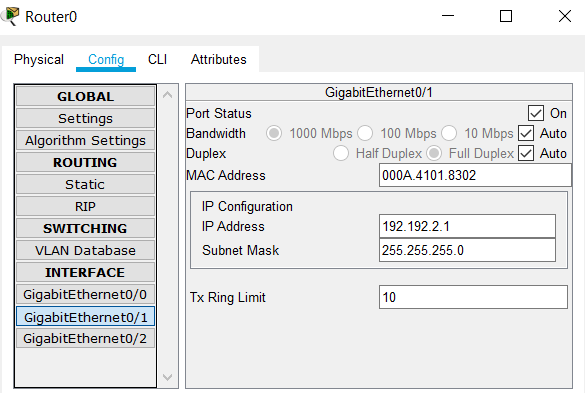 Router0
Physical Config CLI Attributes
GLOBAL
Settings
Algorithm Settings
ROUTING
Static
RIP
SWITCHING
VLAN Database
INTERFACE
GigabitEthernet0/0
GigabitEthernet0/1
GigabitEthernet0/2
GigabitEthernet0/1
Port Status On
Bandwidth 1000 Mbps 100 Mbps 10 Mbps Auto
Duplex Half Duplex Full Duplex Auto
MAC Address 000A.4101.8302
IP Configuration
IP Address 192.192.2.1
Subnet Mask 255.255.255.0
Tx Ring Limit 10